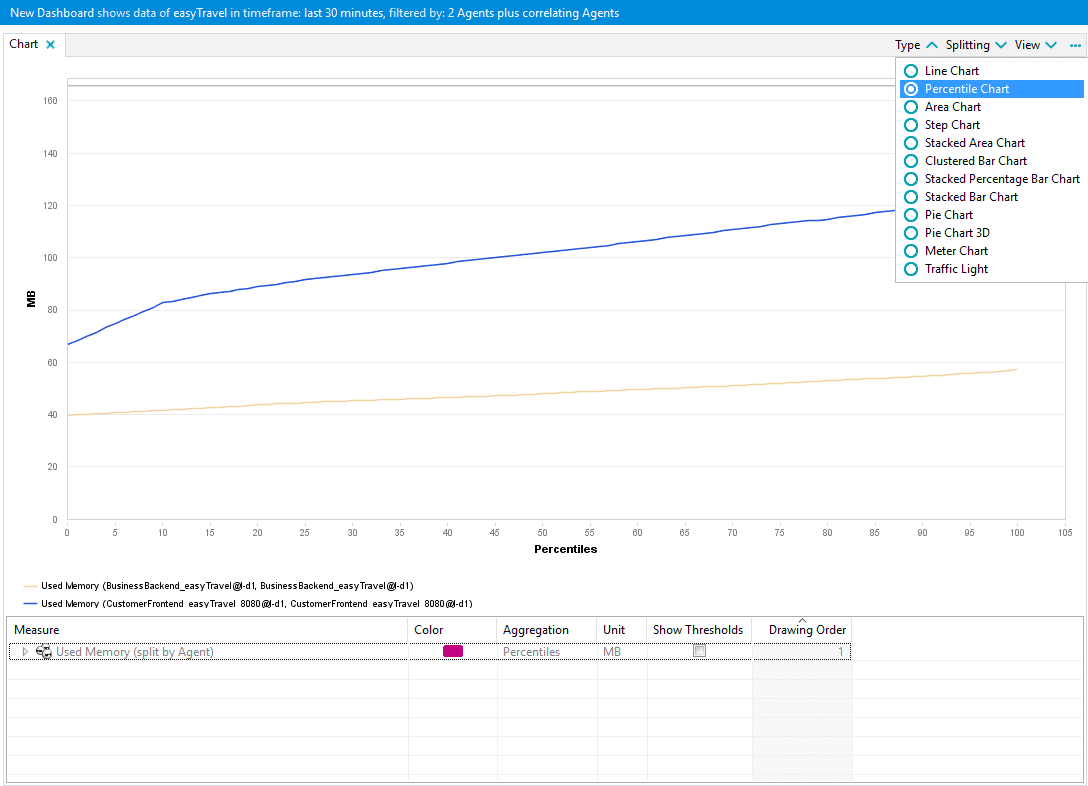 New Dashboard shows data of easyTravel in timeframe: last 30 minutes, filtered by: 2 Agents plus correlating Agents
Chart
Type Splitting View ...
Line Chart
Percentile Chart
Area Chart
Step Chart
Stacked Area Chart
Clustered Bar Chart
Stacked Percentage Bar Chart
Stacked Bar Chart
Pie Chart
Pie Chart 3D
Meter Chart
Traffic Light
160
140
120
100
80
60
40
20
0
MB
0 5 10 15 20 25 30 35 40 45 50 55 60 65 70 75 80 85 90 95 100 105
Percentiles
Used Memory (BusinessBackend_easyTravel@l-d1, BusinessBackend_easyTravel@l-d1)
Used Memory (CustomerFrontend_easyTravel_8080@l-d1, CustomerFrontend_easyTravel_8080@l-d1)
Measure Color Aggregation Unit Show Thresholds Drawing Order
Used Memory (split by Agent) Percentiles MB 1